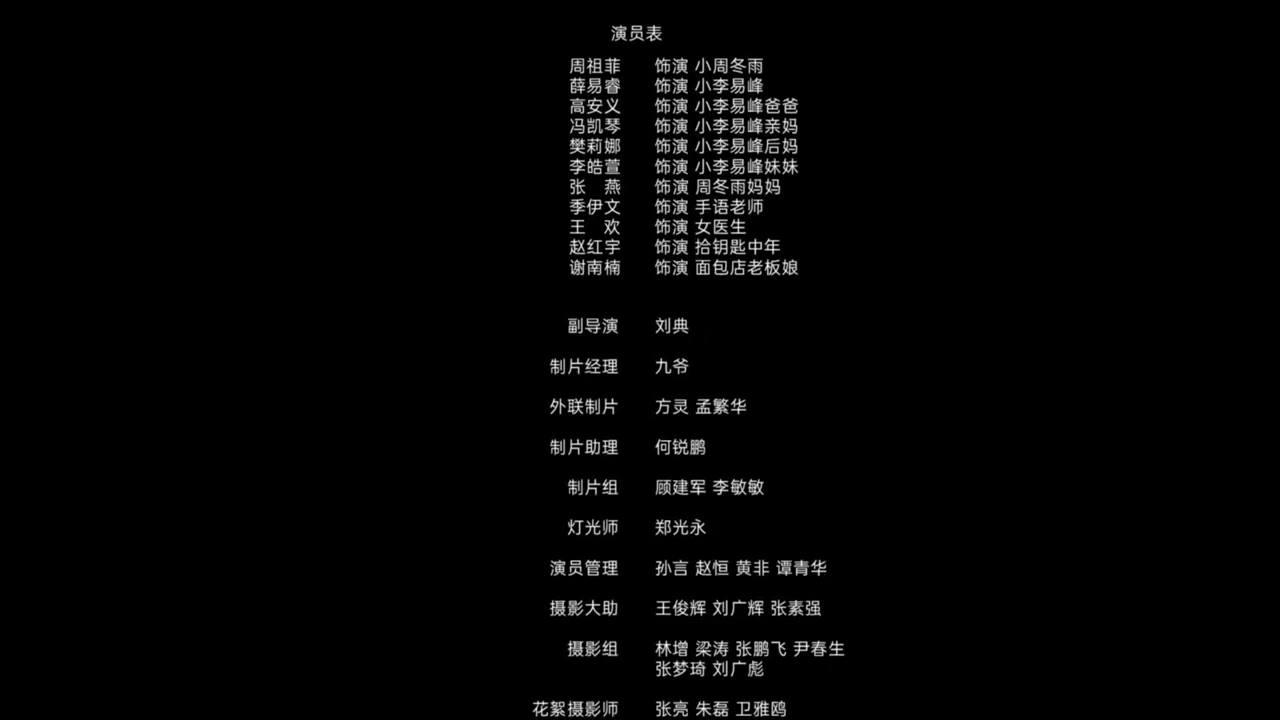 演员表
周祖菲 饰演 小周冬雨
薛易睿 饰演 小李易峰
高安义 饰演 小李易峰爸爸
冯凯琴 饰演 小李易峰亲妈
樊莉娜 饰演 小李易峰后妈
李皓萱 饰演 小李易峰妹妹
张 燕 饰演 周冬雨妈妈
季伊文 饰演 手语老师
王 欢 饰演 女医生
赵红宇 饰演 拾钥匙中年
谢南楠 饰演 面包店老板娘
副导演 刘典
制片经理 九爷
外联制片 方灵 孟繁华
制片助理 何锐鹏
制片组 顾建军 李敏敏
灯光师 郑光永
演员管理 孙言 赵恒 黄非 谭青华
摄影大助 王俊辉 刘广辉 张素强
摄影组 林增 梁涛 张鹏飞 尹春生
张梦琦 刘广彪
花絮摄影师 张亮 朱磊 卫雅鸥